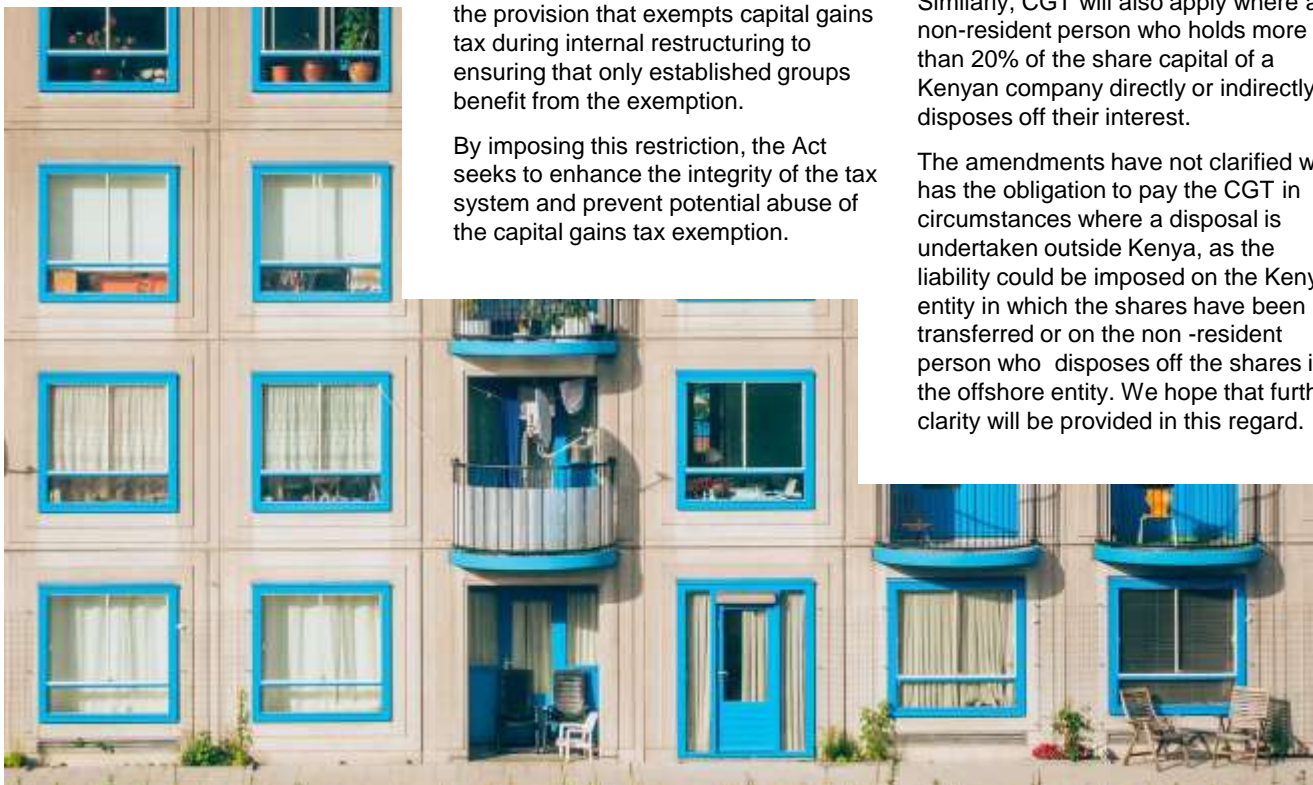 the provision that exempts capital gains
tax during internal restructuring to
ensuring that only established groups
benefit from the exemption.
By imposing this restriction, the Act
seeks to enhance the integrity of the tax
system and prevent potential abuse of
the capital gains tax exemption.
Similarly, CGT will also apply where
non-resident person who holds more
than 20% of the share capital of a
Kenyan company directly or indirectly
disposes off their interest.
The amendments have not clarified
has the obligation to pay the CGT in
circumstances where a disposal is
undertaken outside Kenya, as the
liability could be imposed on the
entity in which the shares have been
transferred or on the non -resident
person who disposes off the shares
the offshore entity. We hope that
clarity will be provided in this regard.